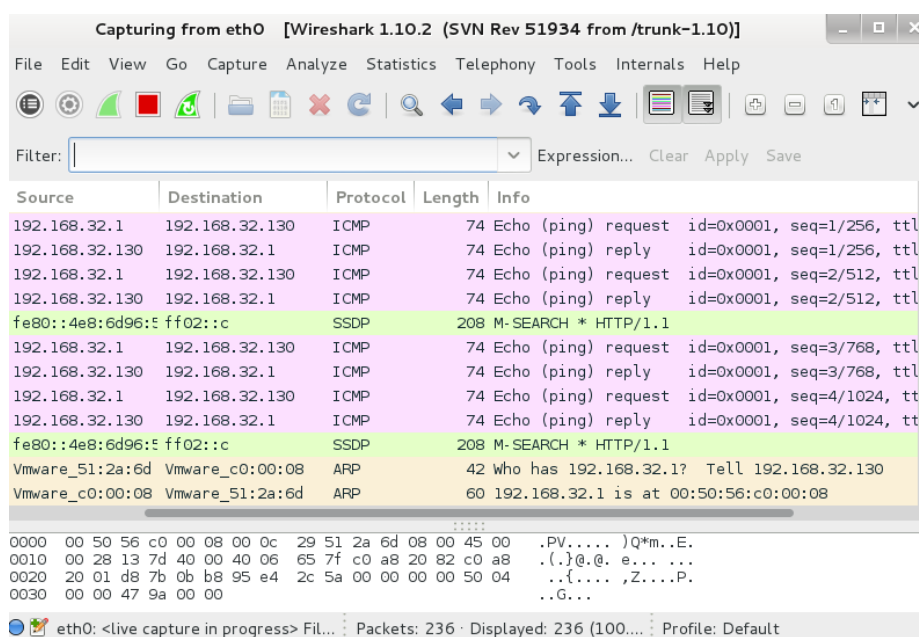 Capturing from eth0 [Wireshark 1.10.2 (SVN Rev 51934 from /trunk-1.10)]
File Edit View Go Capture Analyze Statistics Telephony Tools Internals Help
Filter: Expression... Clear Apply Save
Source Destination Protocol Length Info
192.168.32.1 192.168.32.130 ICMP 74 Echo (ping) request id=0x0001, seq=1/256, ttl
192.168.32.130 192.168.32.1 ICMP 74 Echo (ping) reply id=0x0001, seq=1/256, ttl
192.168.32.1 192.168.32.130 ICMP 74 Echo (ping) request id=0x0001, seq=2/512, ttl
192.168.32.130 192.168.32.1 ICMP 74 Echo (ping) reply id=0x0001, seq=2/512, ttl
fe80::4e8:6d96:5 ff02::c SSDP 208 M-SEARCH * HTTP/1.1
192.168.32.1 192.168.32.130 ICMP 74 Echo (ping) request id=0x0001, seq=3/768, ttl
192.168.32.130 192.168.32.1 ICMP 74 Echo (ping) reply id=0x0001, seq=3/768, ttl
192.168.32.1 192.168.32.130 ICMP 74 Echo (ping) request id=0x0001, seq=4/1024, tt
192.168.32.130 192.168.32.1 ICMP 74 Echo (ping) reply id=0x0001, seq=4/1024, tt
fe80::4e8:6d96:5 ff02::c SSDP 208 M-SEARCH * HTTP/1.1
Vmware_51:2a:6d Vmware_c0:00:08 ARP 42 Who has 192.168.32.1? Tell 192.168.32.130
Vmware_c0:00:08 Vmware_51:2a:6d ARP 60 192.168.32.1 is at 00:50:56:c0:00:08
0000 00 50 56 c0 00 08 00 0c 29 51 2a 6d 08 00 45 00 .PV..... )Q*m..E.
0010 00 28 13 7d 40 00 40 06 65 7f c0 a8 20 82 c0 a8 .(.}@.@. e... ...
0020 20 01 d8 7b 0b b8 95 e4 2c 5a 00 00 00 00 50 04 ..{.... ,Z....P.
0030 00 00 47 9a 00 00 ..G...
eth0: <live capture in progress> Fil... Packets: 236 · Displayed: 236 (100.... Profile: Default